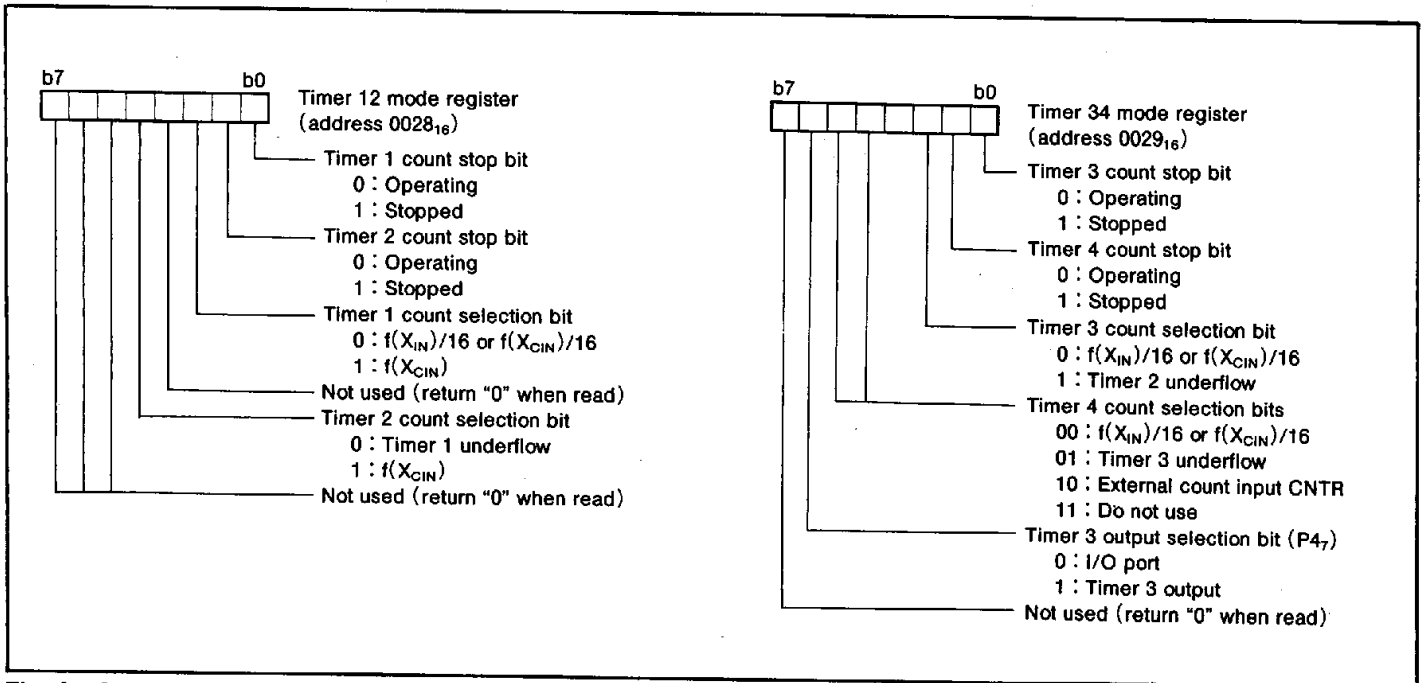 b7 b0
Timer 12 mode register
(address 0028₁₆)
Timer 1 count stop bit
0 : Operating
1 : Stopped
Timer 2 count stop bit
0 : Operating
1 : Stopped
Timer 1 count selection bit
0 : f(X_IN)/16 or f(X_CIN)/16
1 : f(X_CIN)
Not used (return “0” when read)
Timer 2 count selection bit
0 : Timer 1 underflow
1 : f(X_CIN)
Not used (return “0” when read)
b7 b0
Timer 34 mode register
(address 0029₁₆)
Timer 3 count stop bit
0 : Operating
1 : Stopped
Timer 4 count stop bit
0 : Operating
1 : Stopped
Timer 3 count selection bit
0 : f(X_IN)/16 or f(X_CIN)/16
1 : Timer 2 underflow
Timer 4 count selection bits
00 : f(X_IN)/16 or f(X_CIN)/16
01 : Timer 3 underflow
10 : External count input CNTR
11 : Do not use
Timer 3 output selection bit (P4₇)
0 : I/O port
1 : Timer 3 output
Not used (return “0” when read)